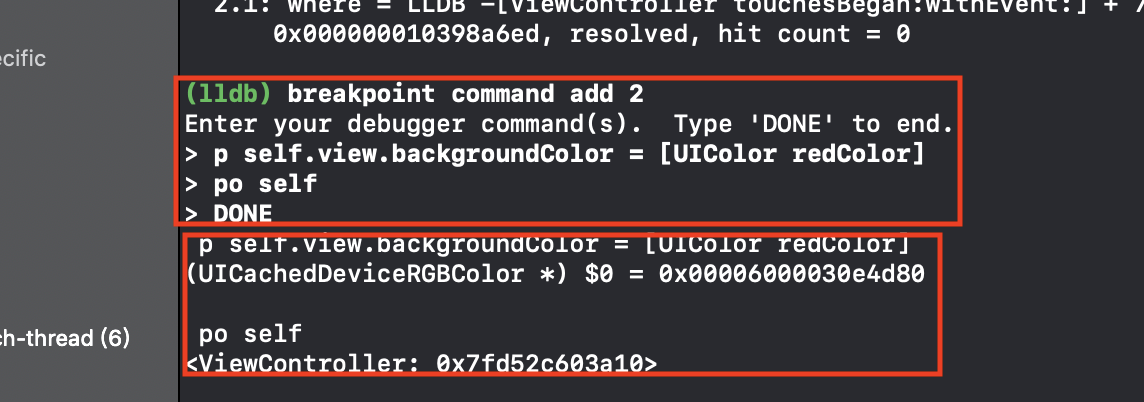 2.1: where = LLDB`-[ViewController touchesBegan:withEvent:] +
0x000000010398a6ed, resolved, hit count = 0
ecific
(lldb) breakpoint command add 2
Enter your debugger command(s).  Type 'DONE' to end.
> p self.view.backgroundColor = [UIColor redColor]
> po self
> DONE
p self.view.backgroundColor = [UIColor redColor]
(UICachedDeviceRGBColor *) $0 = 0x00006000030e4d80
po self
ch-thread (6)
<ViewController: 0x7fd52c603a10>